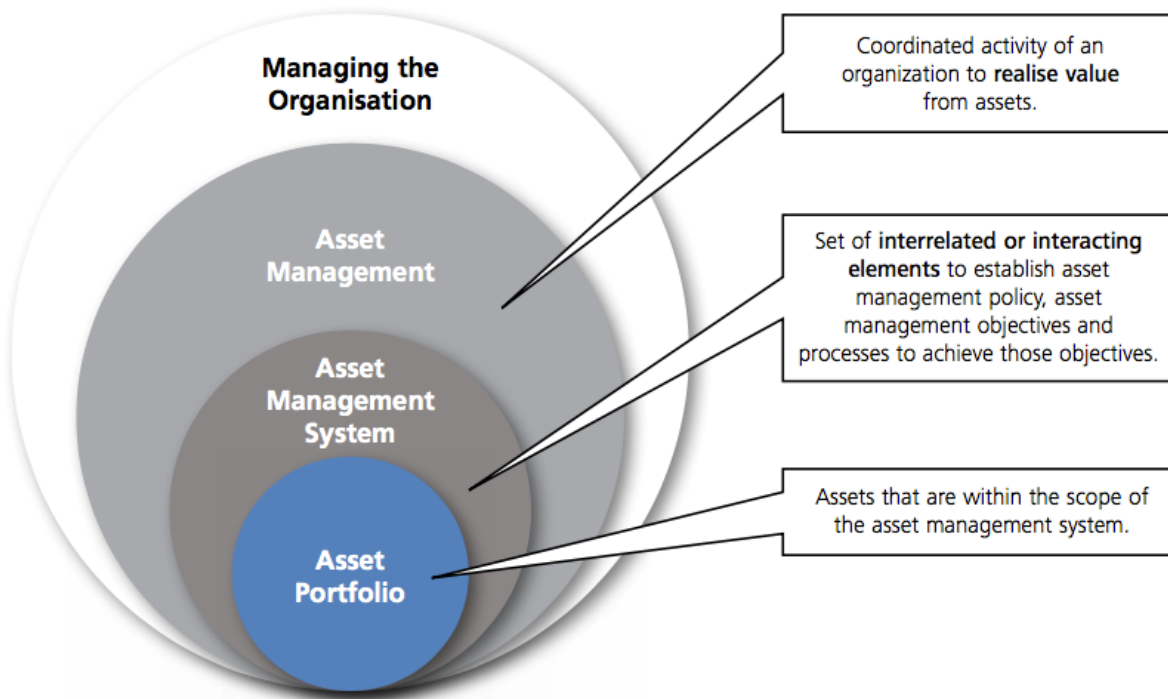 Managing the
Organisation
Asset
Management
Asset
Management
System
Asset
Portfolio
Coordinated activity of an
organization to realise value
from assets.
Set of interrelated or interacting
elements to establish asset
management policy, asset
management objectives and
processes to achieve those objectives.
Assets that are within the scope of
the asset management system.